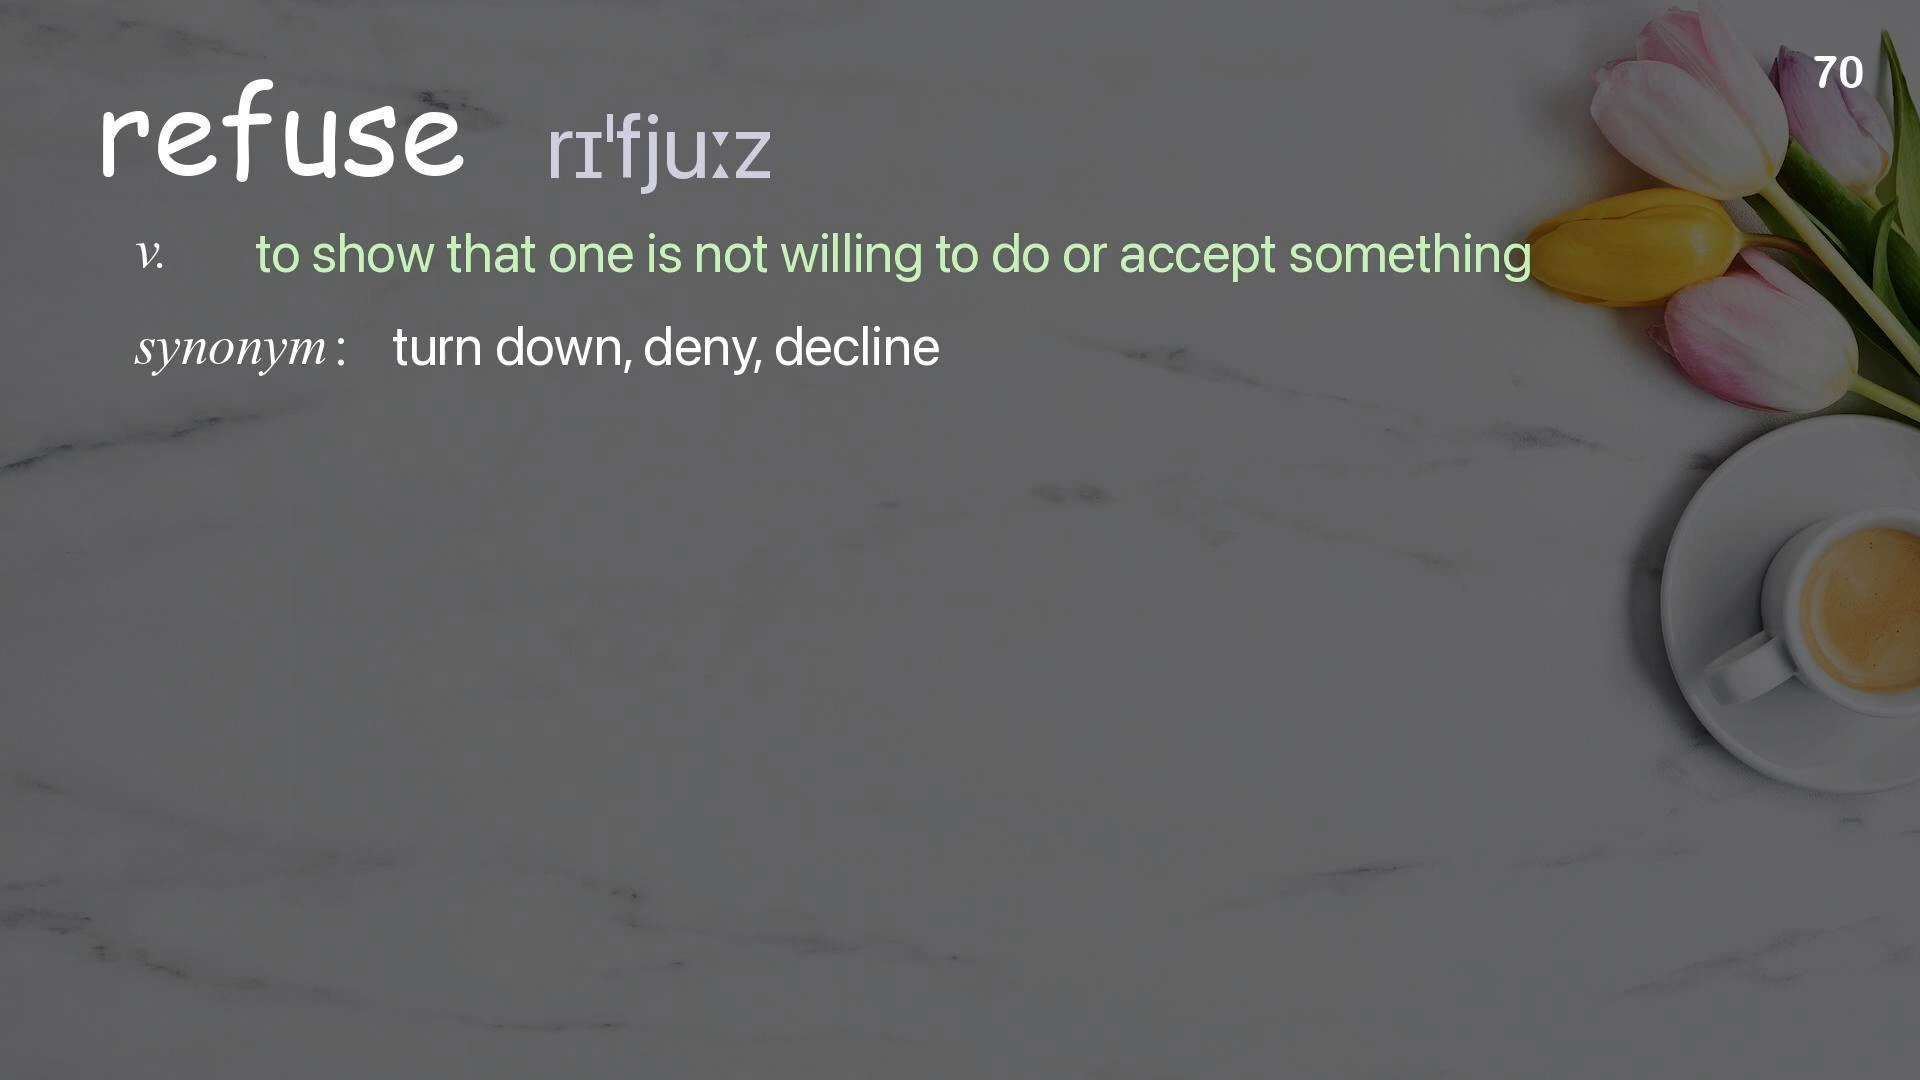 70
refuse rɪˈfjuːz
v. to show that one is not willing to do or accept something
synonym : turn down, deny, decline